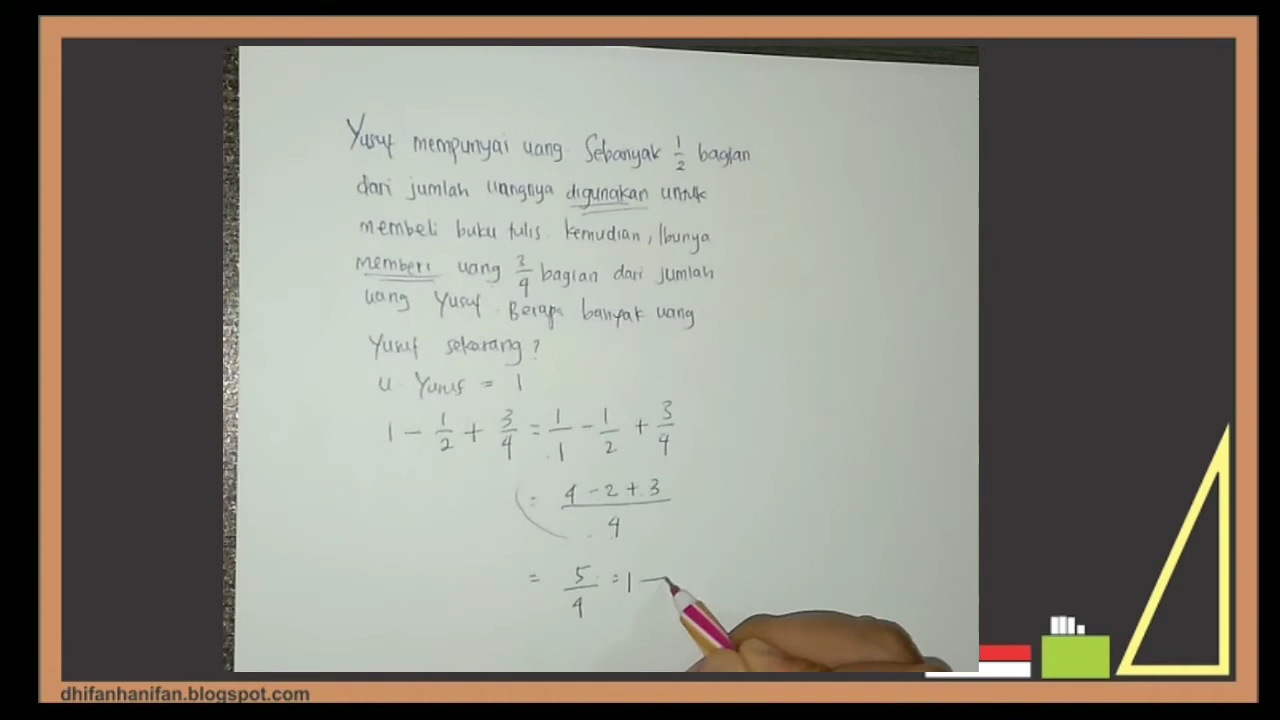 Yusuf mempunyai uang. Sebanyak 1/2 bagian
dari jumlah uangnya digunakan untuk
membeli buku tulis. kemudian, Ibunya
memberi uang 3/4 bagian dari jumlah
uang Yusuf. Berapa banyak uang
Yusuf sekarang?
U. Yusuf = 1
1 - 1/2 + 3/4 = 1/1 - 1/2 + 3/4
= (4 - 2 + 3)/4
= 5/4 = 1
dhifanhanifan.blogspot.com